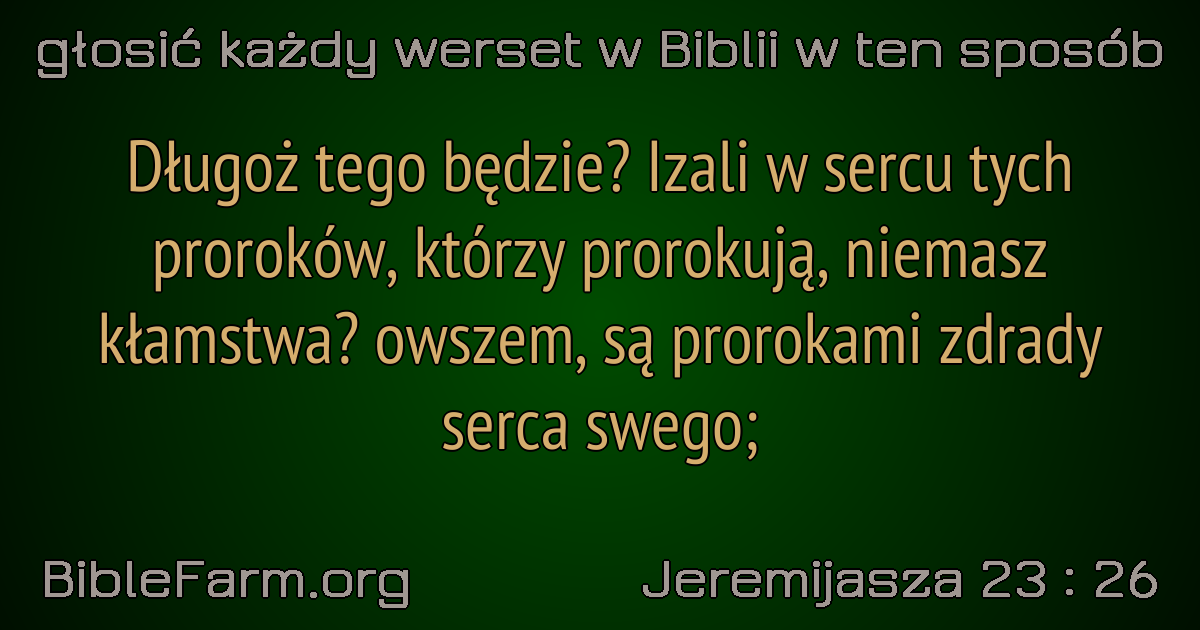 głosić każdy werset w Biblii w ten sposób
Długoż tego będzie? Izali w sercu tych
proroków, którzy prorokują, niemasz
kłamstwa? owszem, są prorokami zdrady
serca swego;
BibleFarm.org
Jeremijasza 23 : 26